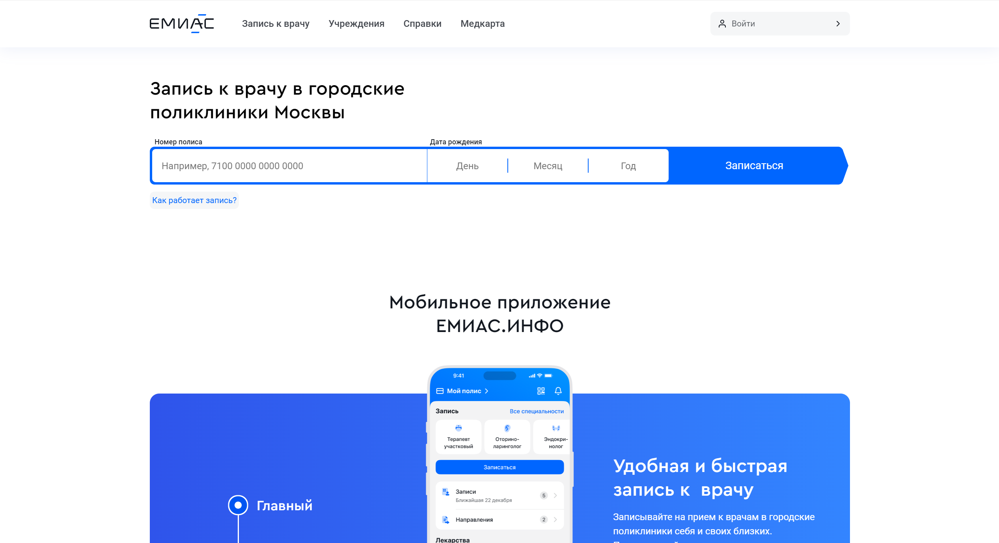 ЕМИАС
Запись к врачу
Учреждения
Справки
Медкарта
Войти
Запись к врачу в городские
поликлиники Москвы
Номер полиса
Дата рождения
Например, 7100 0000 0000 0000
День
Месяц
Год
Записаться
Как работает запись?
Мобильное приложение
ЕМИАС.ИНФО
9:41
Мой полис
Запись
Все специальности
Терапевт
участковый
Оторино-
ларинголог
Эндокри-
нолог
Записаться
Записи
Ближайшая 22 декабря
5
Направления
2
Лекарства
Главный
Удобная и быстрая
запись к врачу
Записывайте на прием к врачам в городские
поликлиники себя и своих близких.